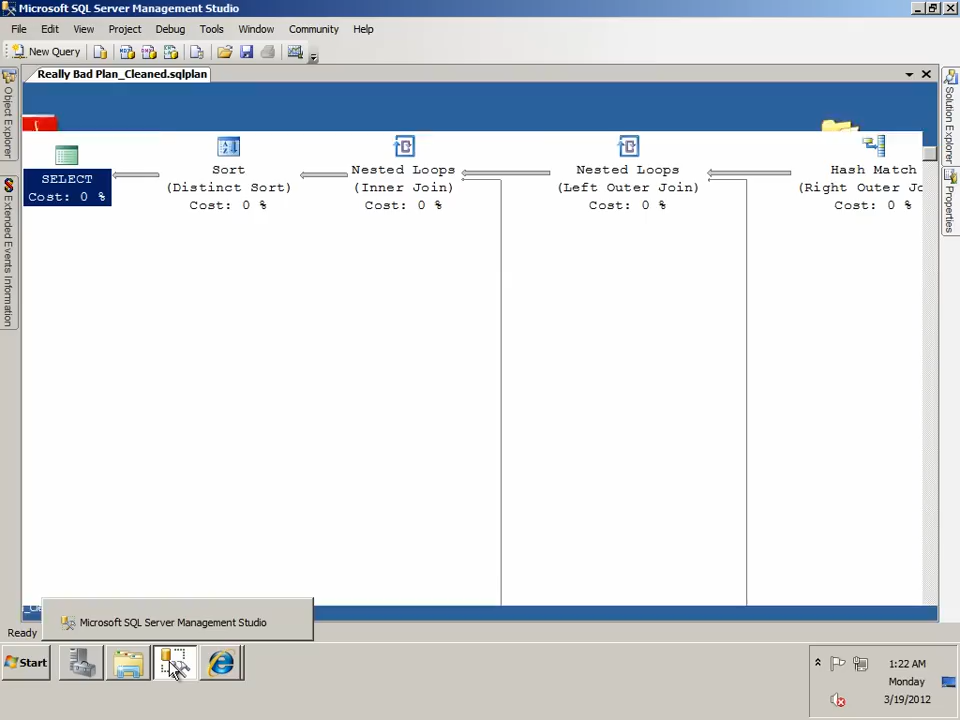 Microsoft SQL Server Management Studio
File Edit View Project Debug Tools Window Community Help
New Query
Really Bad Plan_Cleaned.sqlplan
Object Explorer
Extended Events Information
Solution Explorer
Properties
SELECT
Cost: 0 %
Sort
(Distinct Sort)
Cost: 0 %
Nested Loops
(Inner Join)
Cost: 0 %
Nested Loops
(Left Outer Join)
Cost: 0 %
Hash Match
(Right Outer Jo
Cost: 0 %
Microsoft SQL Server Management Studio
Ready
Start
1:22 AM
Monday
3/19/2012